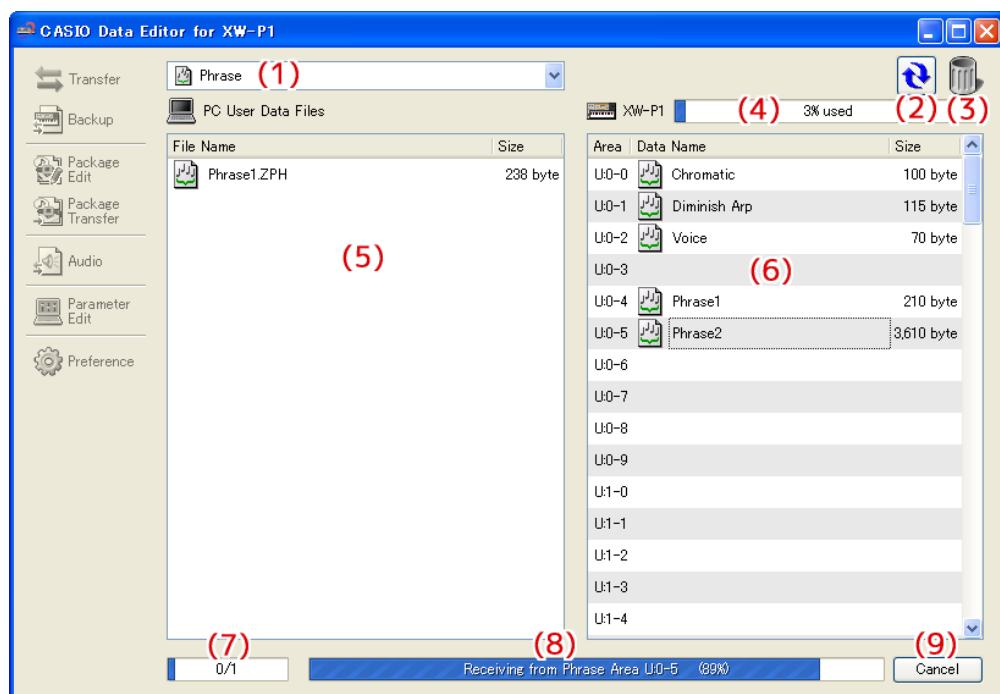 CASIO Data Editor for XW-P1
Transfer
Backup
Package
Edit
Package
Transfer
Audio
Parameter
Edit
Preference
Phrase (1)
(2) (3)
PC User Data Files
XW-P1 (4) 3% used
File Name Size
Phrase1.ZPH 238 byte
(5)
Area Data Name Size
U:0-0 Chromatic 100 byte
U:0-1 Diminish Arp 115 byte
U:0-2 Voice 70 byte
U:0-3 (6)
U:0-4 Phrase1 210 byte
U:0-5 Phrase2 3,610 byte
U:0-6
U:0-7
U:0-8
U:0-9
U:1-0
U:1-1
U:1-2
U:1-3
U:1-4
(7) (8) (9)
0/1 Receiving from Phrase Area U:0-5 (89%) Cancel